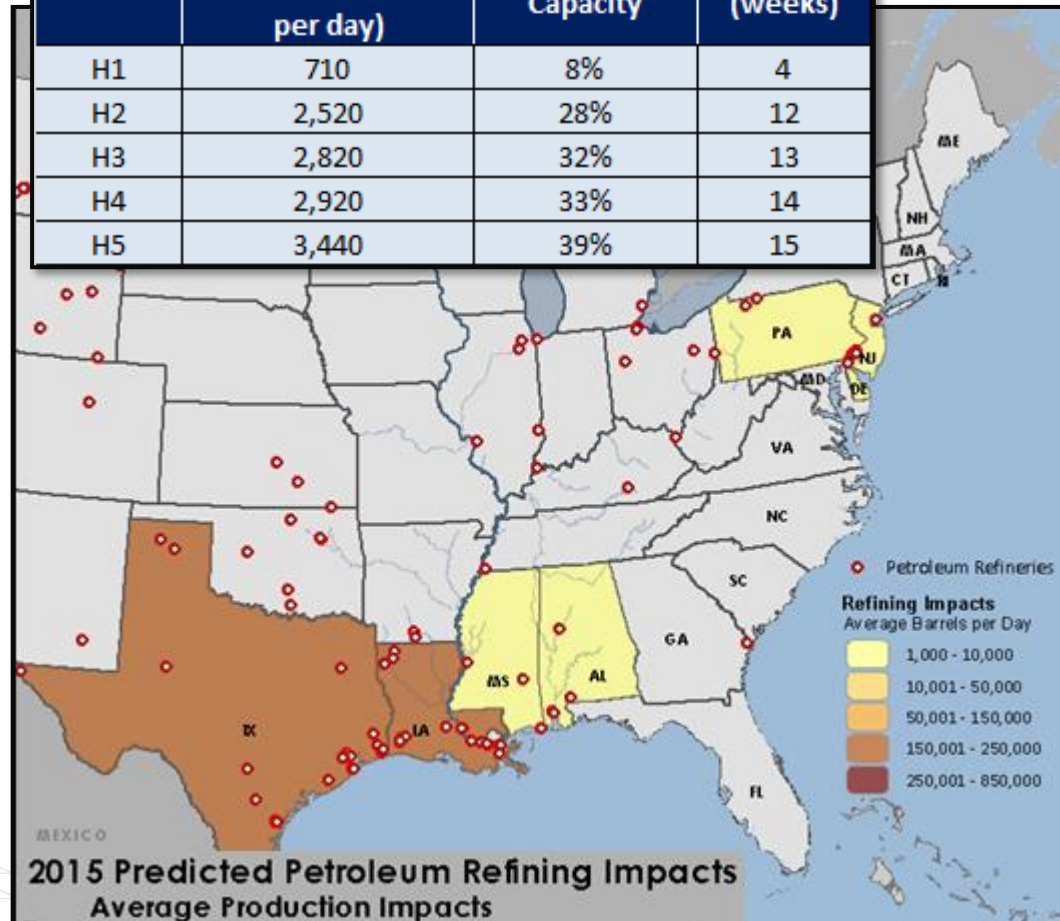 per day)
Capacity
(weeks)
H1 710 8% 4
H2 2,520 28% 12
H3 2,820 32% 13
H4 2,920 33% 14
H5 3,440 39% 15
ME
NH
MA
CT
PA
NJ
MD
DE
VA
NC
SC
GA
MS
AL
TX
LA
FL
MEXICO
Petroleum Refineries
Refining Impacts
Average Barrels per Day
1,000 - 10,000
10,001 - 50,000
50,001 - 150,000
150,001 - 250,000
250,001 - 850,000
2015 Predicted Petroleum Refining Impacts
Average Production Impacts